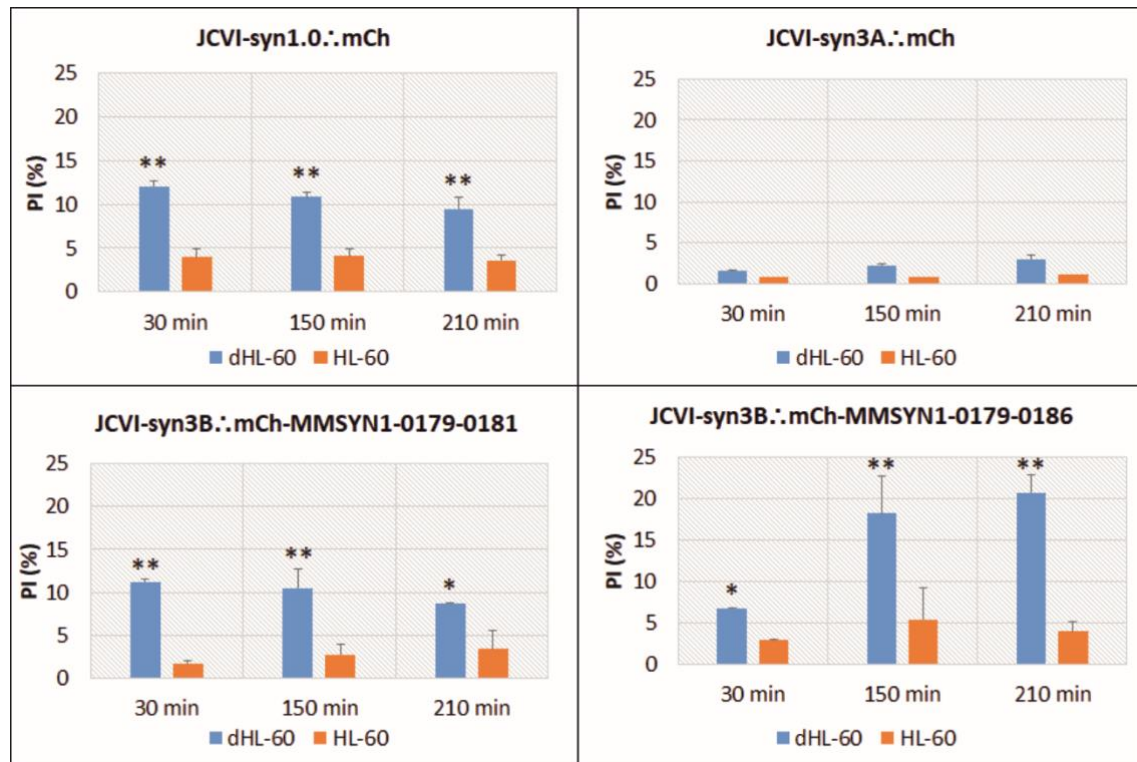 JCVI-syn1.0∴mCh
25
20
15
10
5
0
PI (%)
** ** **
30 min 150 min 210 min
dHL-60 HL-60
JCVI-syn3A∴mCh
25
20
15
10
5
0
PI (%)
30 min 150 min 210 min
dHL-60 HL-60
JCVI-syn3B∴mCh-MMSYN1-0179-0181
25
20
15
10
5
0
PI (%)
** ** *
30 min 150 min 210 min
dHL-60 HL-60
JCVI-syn3B∴mCh-MMSYN1-0179-0186
25
20
15
10
5
0
PI (%)
* ** **
30 min 150 min 210 min
dHL-60 HL-60